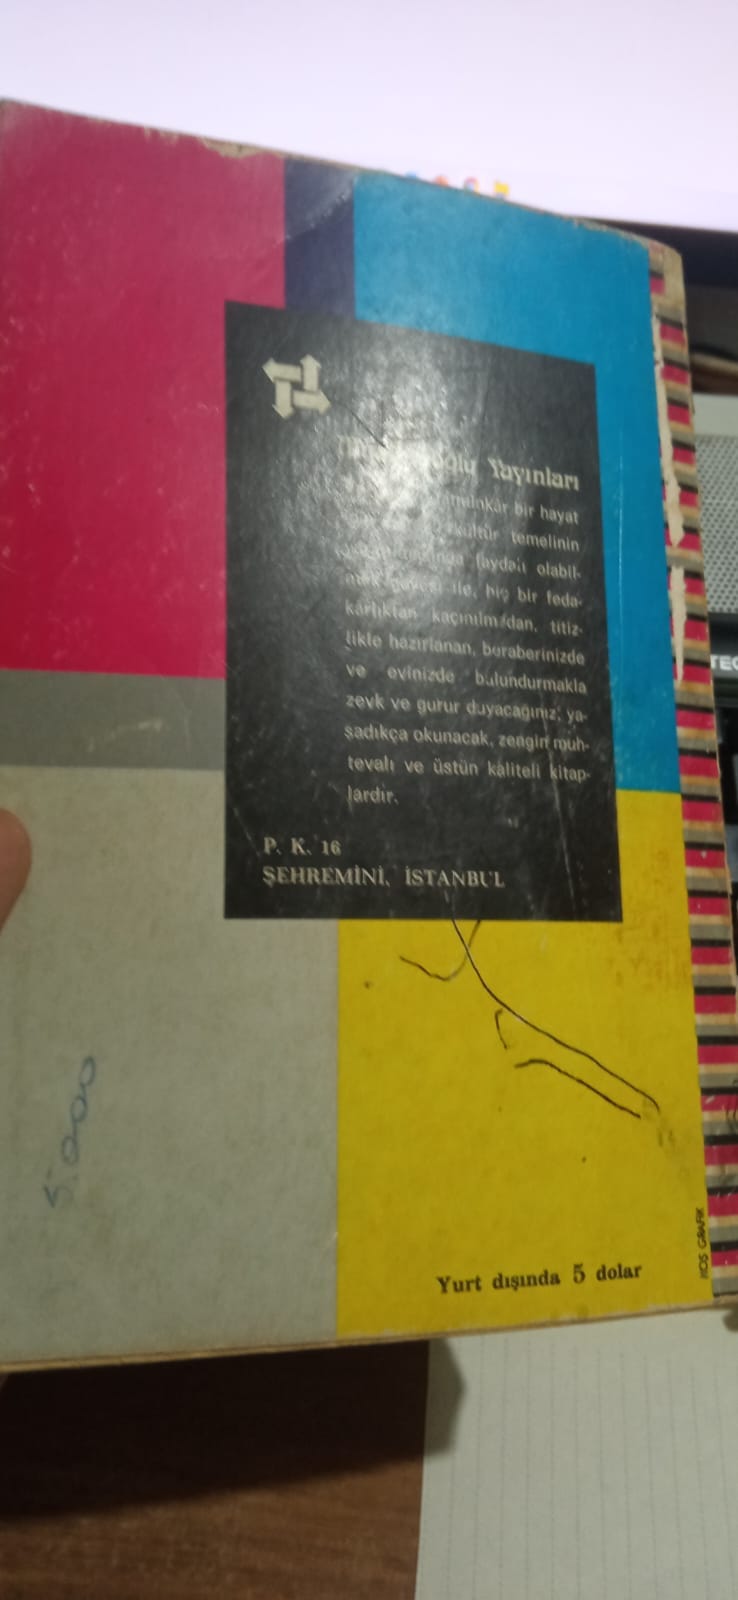 Yayınları
bir hayat
kültür temelinin
faydalı olabil-
ile, hiç bir feda-
kârlıktan kaçınılmadan, titiz-
likle hazırlanan, beraberinizde
ve evinizde bulundurmakla
zevk ve gurur duyacağınız; ya-
şadıkça okunacak, zengin muh-
tevalı ve üstün kaliteli kitap-
lardır.
P. K. 16
ŞEHREMİNİ, İSTANBUL
5.000
Yurt dışında 5 dolar
GRAFİK